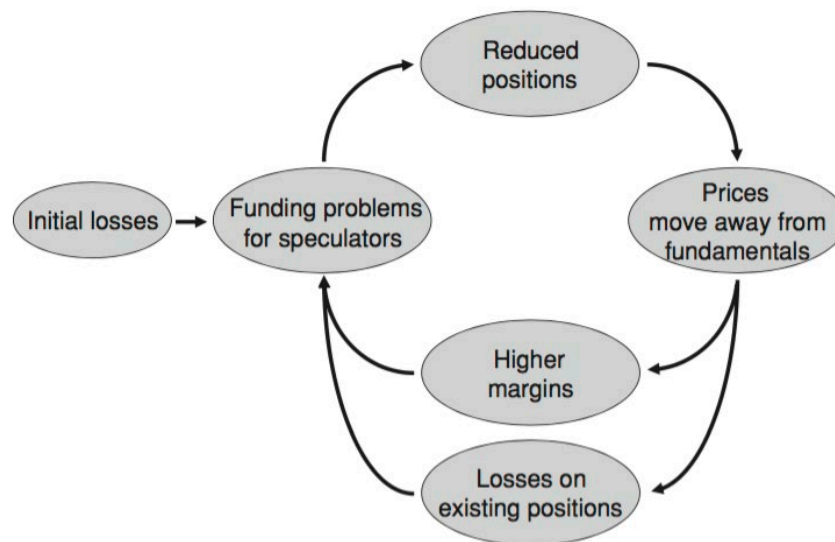 Reduced
positions
Initial losses
Funding problems
for speculators
Prices
move away from
fundamentals
Higher
margins
Losses on
existing positions